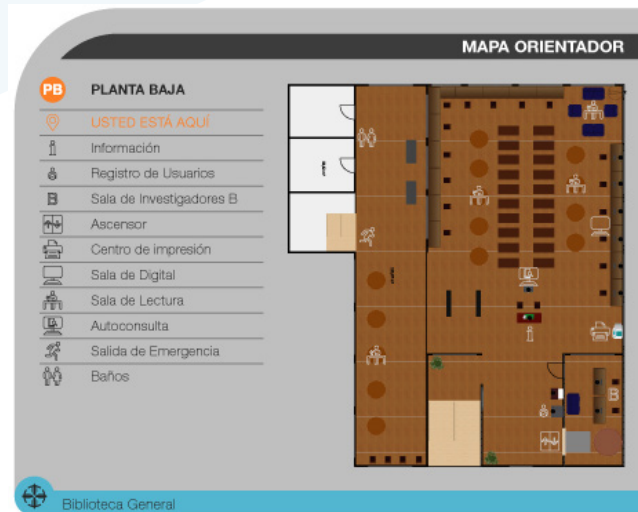 MAPA ORIENTADOR
PB PLANTA BAJA
USTED ESTÁ AQUÍ
Información
Registro de Usuarios
B Sala de Investigadores B
Ascensor
Centro de impresión
Sala de Digital
Sala de Lectura
Autoconsulta
Salida de Emergencia
Baños
B
Biblioteca General